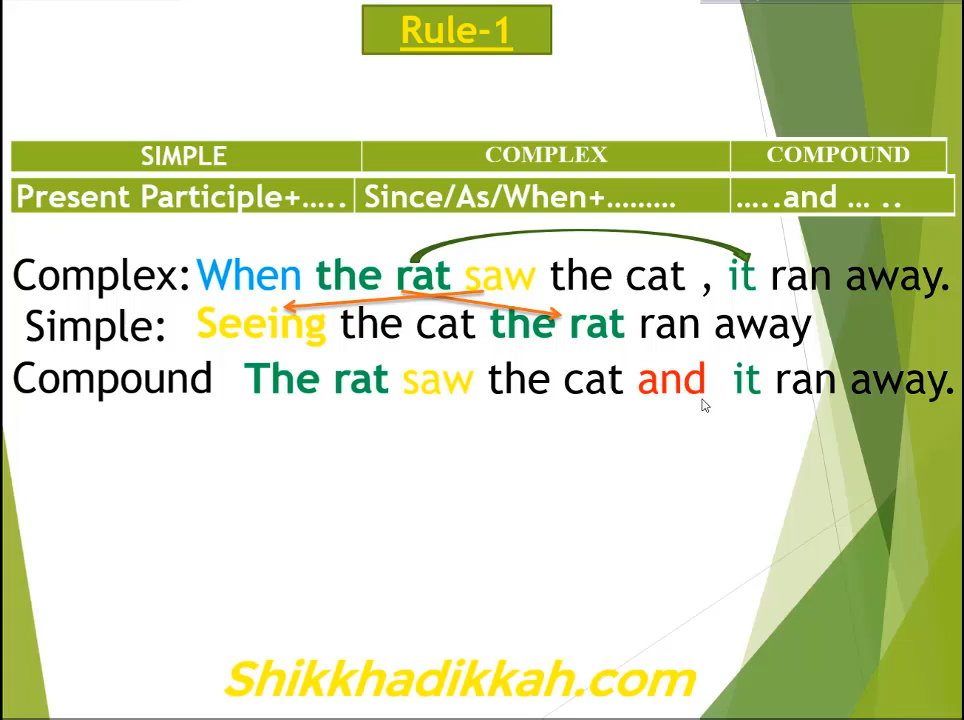 Rule-1
SIMPLE COMPLEX COMPOUND
Present Participle+….. Since/As/When+……… …..and … ..
Complex: When the rat saw the cat , it ran away.
Simple: Seeing the cat the rat ran away
Compound The rat saw the cat and it ran away.
Shikkhadikkah.com